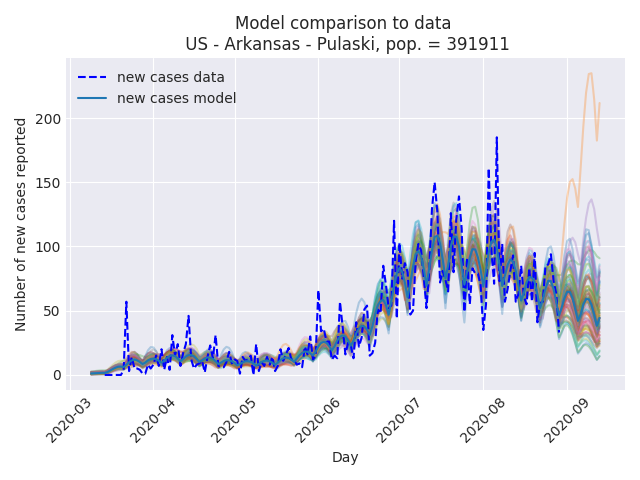 Model comparison to data
US - Arkansas - Pulaski, pop. = 391911
new cases data
new cases model
Number of new cases reported
200
150
100
50
0
2020-03
2020-04
2020-05
2020-06
2020-07
2020-08
2020-09
Day